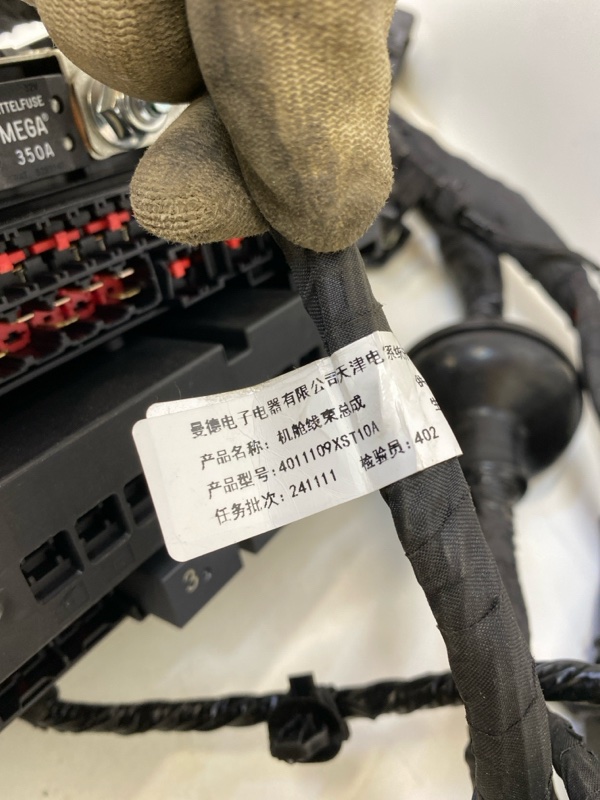 MEGA®
350A
曼德电子电器有限公司天津电
产品名称：机舱线束总成
产品型号：4011109XST10A
任务批次：241111 检验员：402
3